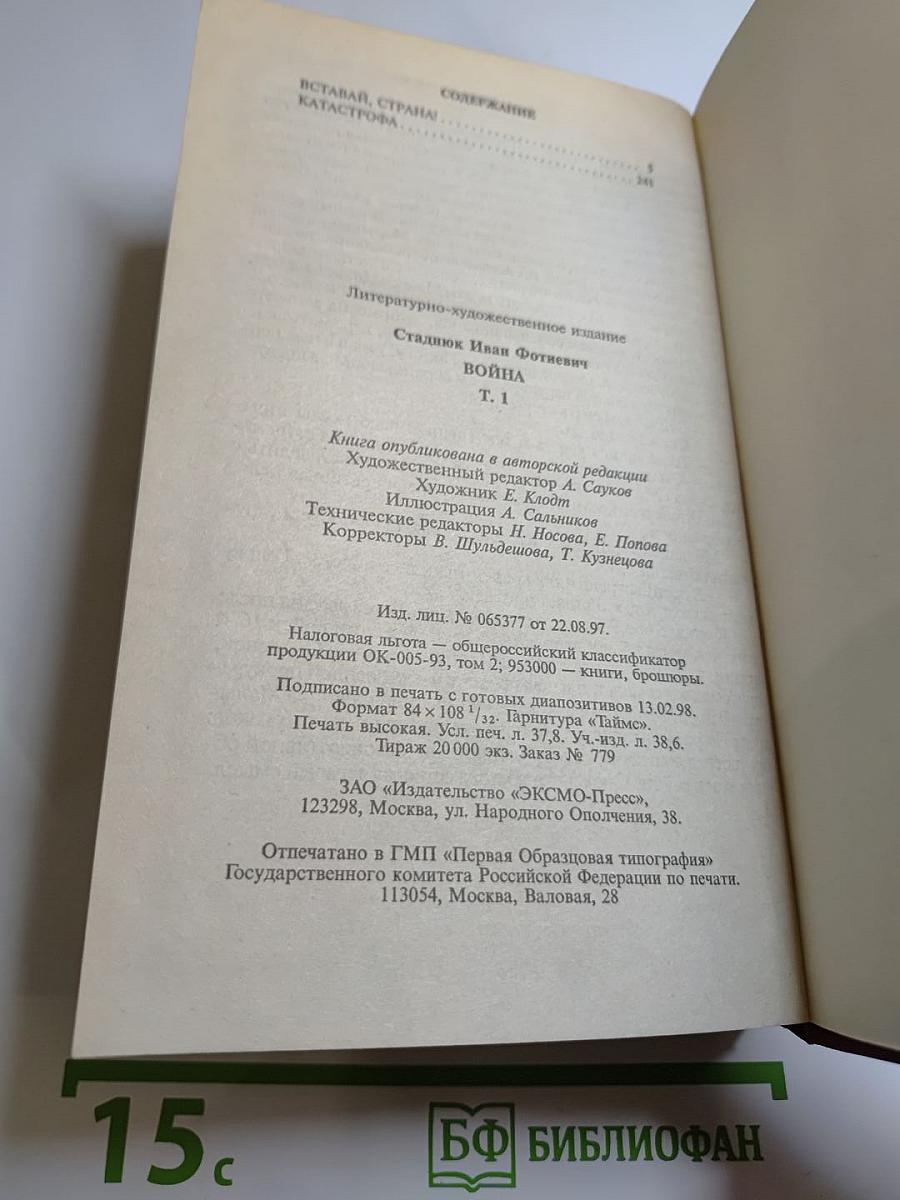 СОДЕРЖАНИЕ
ВСТАВАЙ, СТРАНА! ........................ 5
КАТАСТРОФА ........................ 241
Литературно-художественное издание
Стаднюк Иван Фотиевич
ВОЙНА
Т. 1
Книга опубликована в авторской редакции
Художественный редактор А. Сауков
Художник Е. Клодт
Иллюстрация А. Сальников
Технические редакторы Н. Носова, Е. Попова
Корректоры В. Шульдешова, Т. Кузнецова
Изд. лиц. № 065377 от 22.08.97.
Налоговая льгота — общероссийский классификатор
продукции ОК-005-93, том 2; 953000 — книги, брошюры.
Подписано в печать с готовых диапозитивов 13.02.98.
Формат 84 × 108 1/32. Гарнитура «Таймс».
Печать высокая. Усл. печ. л. 37,8. Уч.-изд. л. 38,6.
Тираж 20 000 экз. Заказ № 779
ЗАО «Издательство «ЭКСМО-Пресс»,
123298, Москва, ул. Народного Ополчения, 38.
Отпечатано в ГМП «Первая Образцовая типография»
Государственного комитета Российской Федерации по печати.
113054, Москва, Валовая, 28
15 с
БФ БИБЛИОФАН